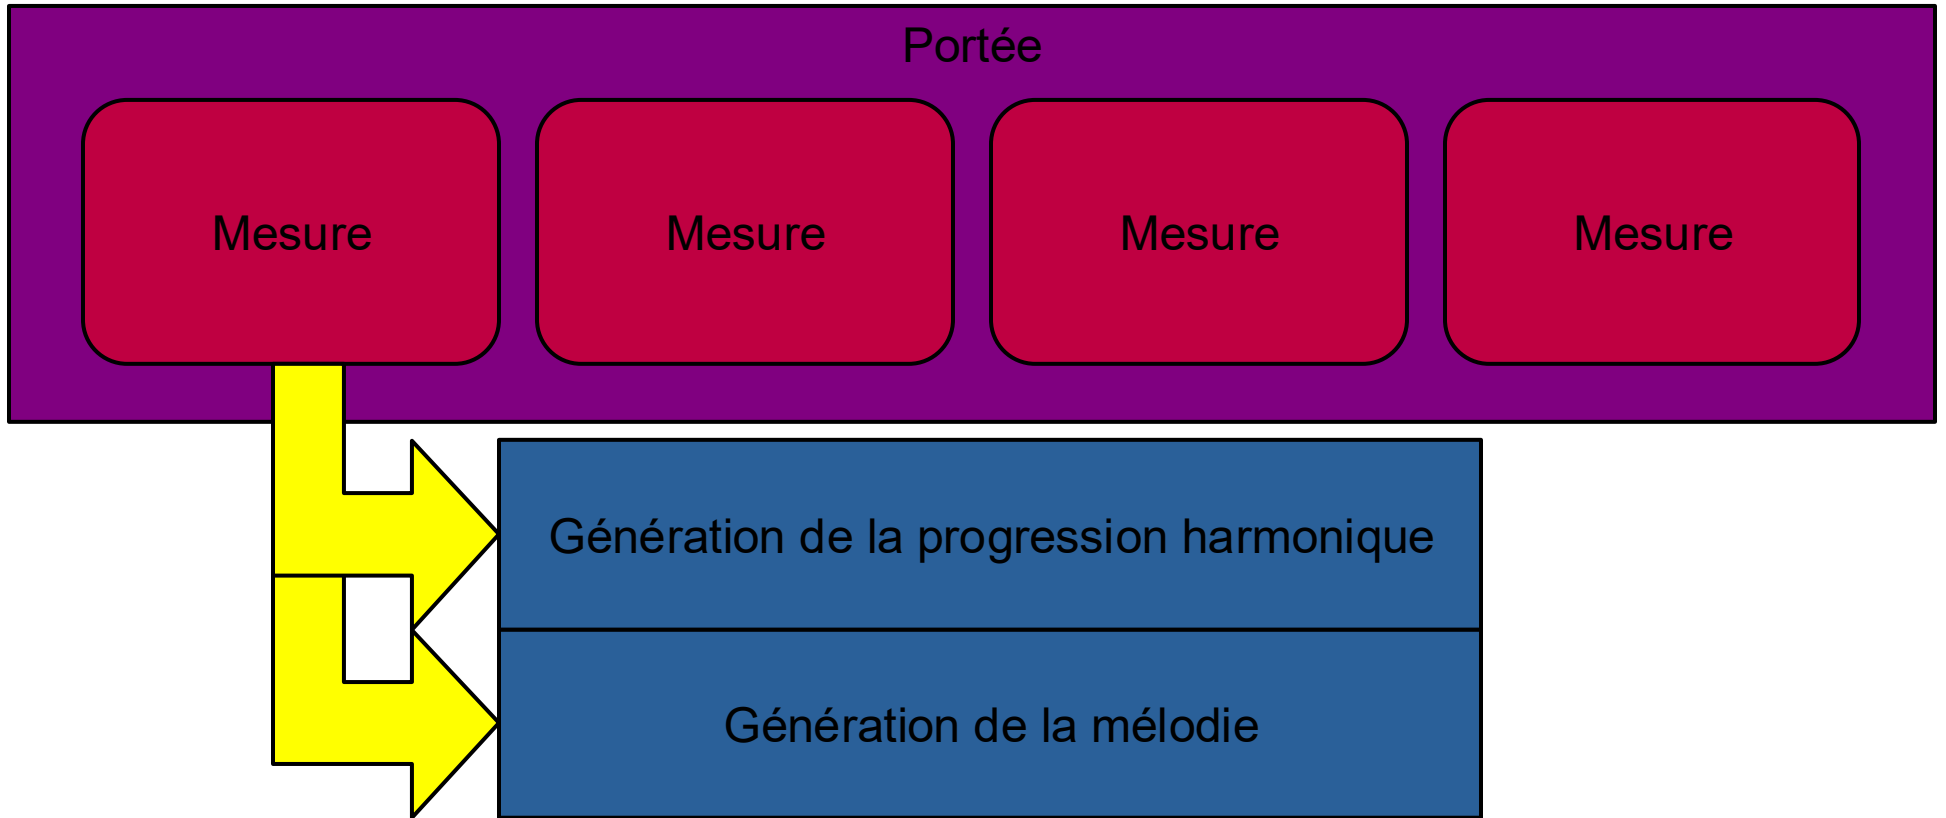 Portée
Mesure
Mesure
Mesure
Mesure
Génération de la progression harmonique
Génération de la mélodie